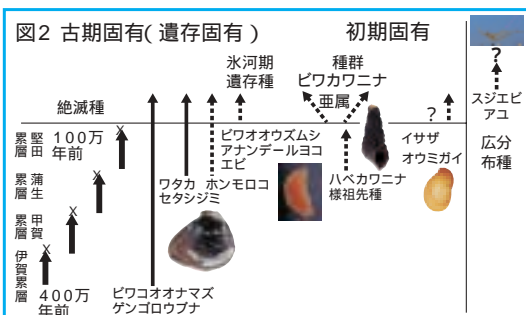 図2 古期固有(遺存固有)
初期固有
氷河期
遺存種
種群
ビワカワニナ
亜属
?
?
絶滅種
堅田累層
100万
年前
蒲生累層
甲賀累層
伊賀累層
400万
年前
ビワコオオナマズ
ゲンゴロウブナ
ワタカ ホンモロコ
セタシジミ
ビワオオウズムシ
アナンデールヨコ
エビ
ハベカワニナ
様祖先種
イサザ
オウミガイ
スジエビ
アユ
広分
布種
X
X
X
X